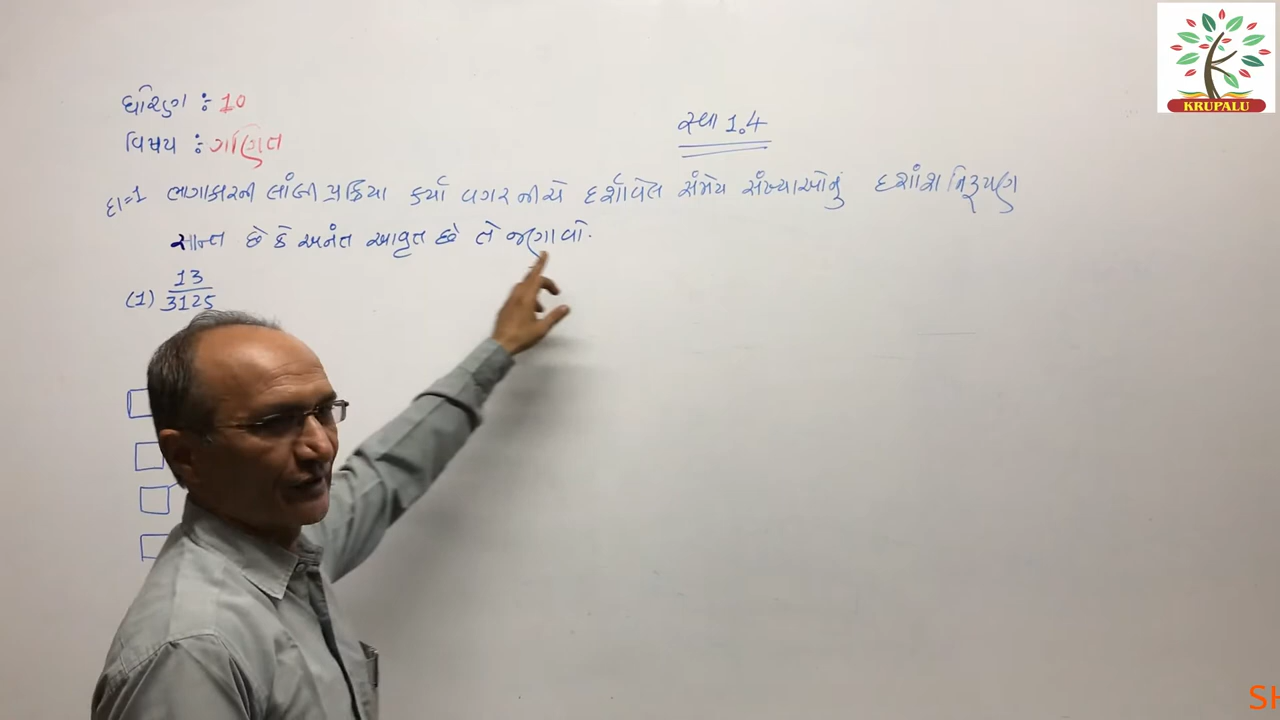 ધોરણ : 10
વિષય : ગણિત
સ્વા 1.4
દા=1 ભાગાકારની લાંબી પ્રક્રિયા કર્યા વગર નીચે દર્શાવેલ સંમેય સંખ્યાઓનું દશાંશ નિરૂપણ
સાન્ત છે કે અનંત આવૃત છે તે જણાવો.
(1) 13/3125
KRUPALU
SH